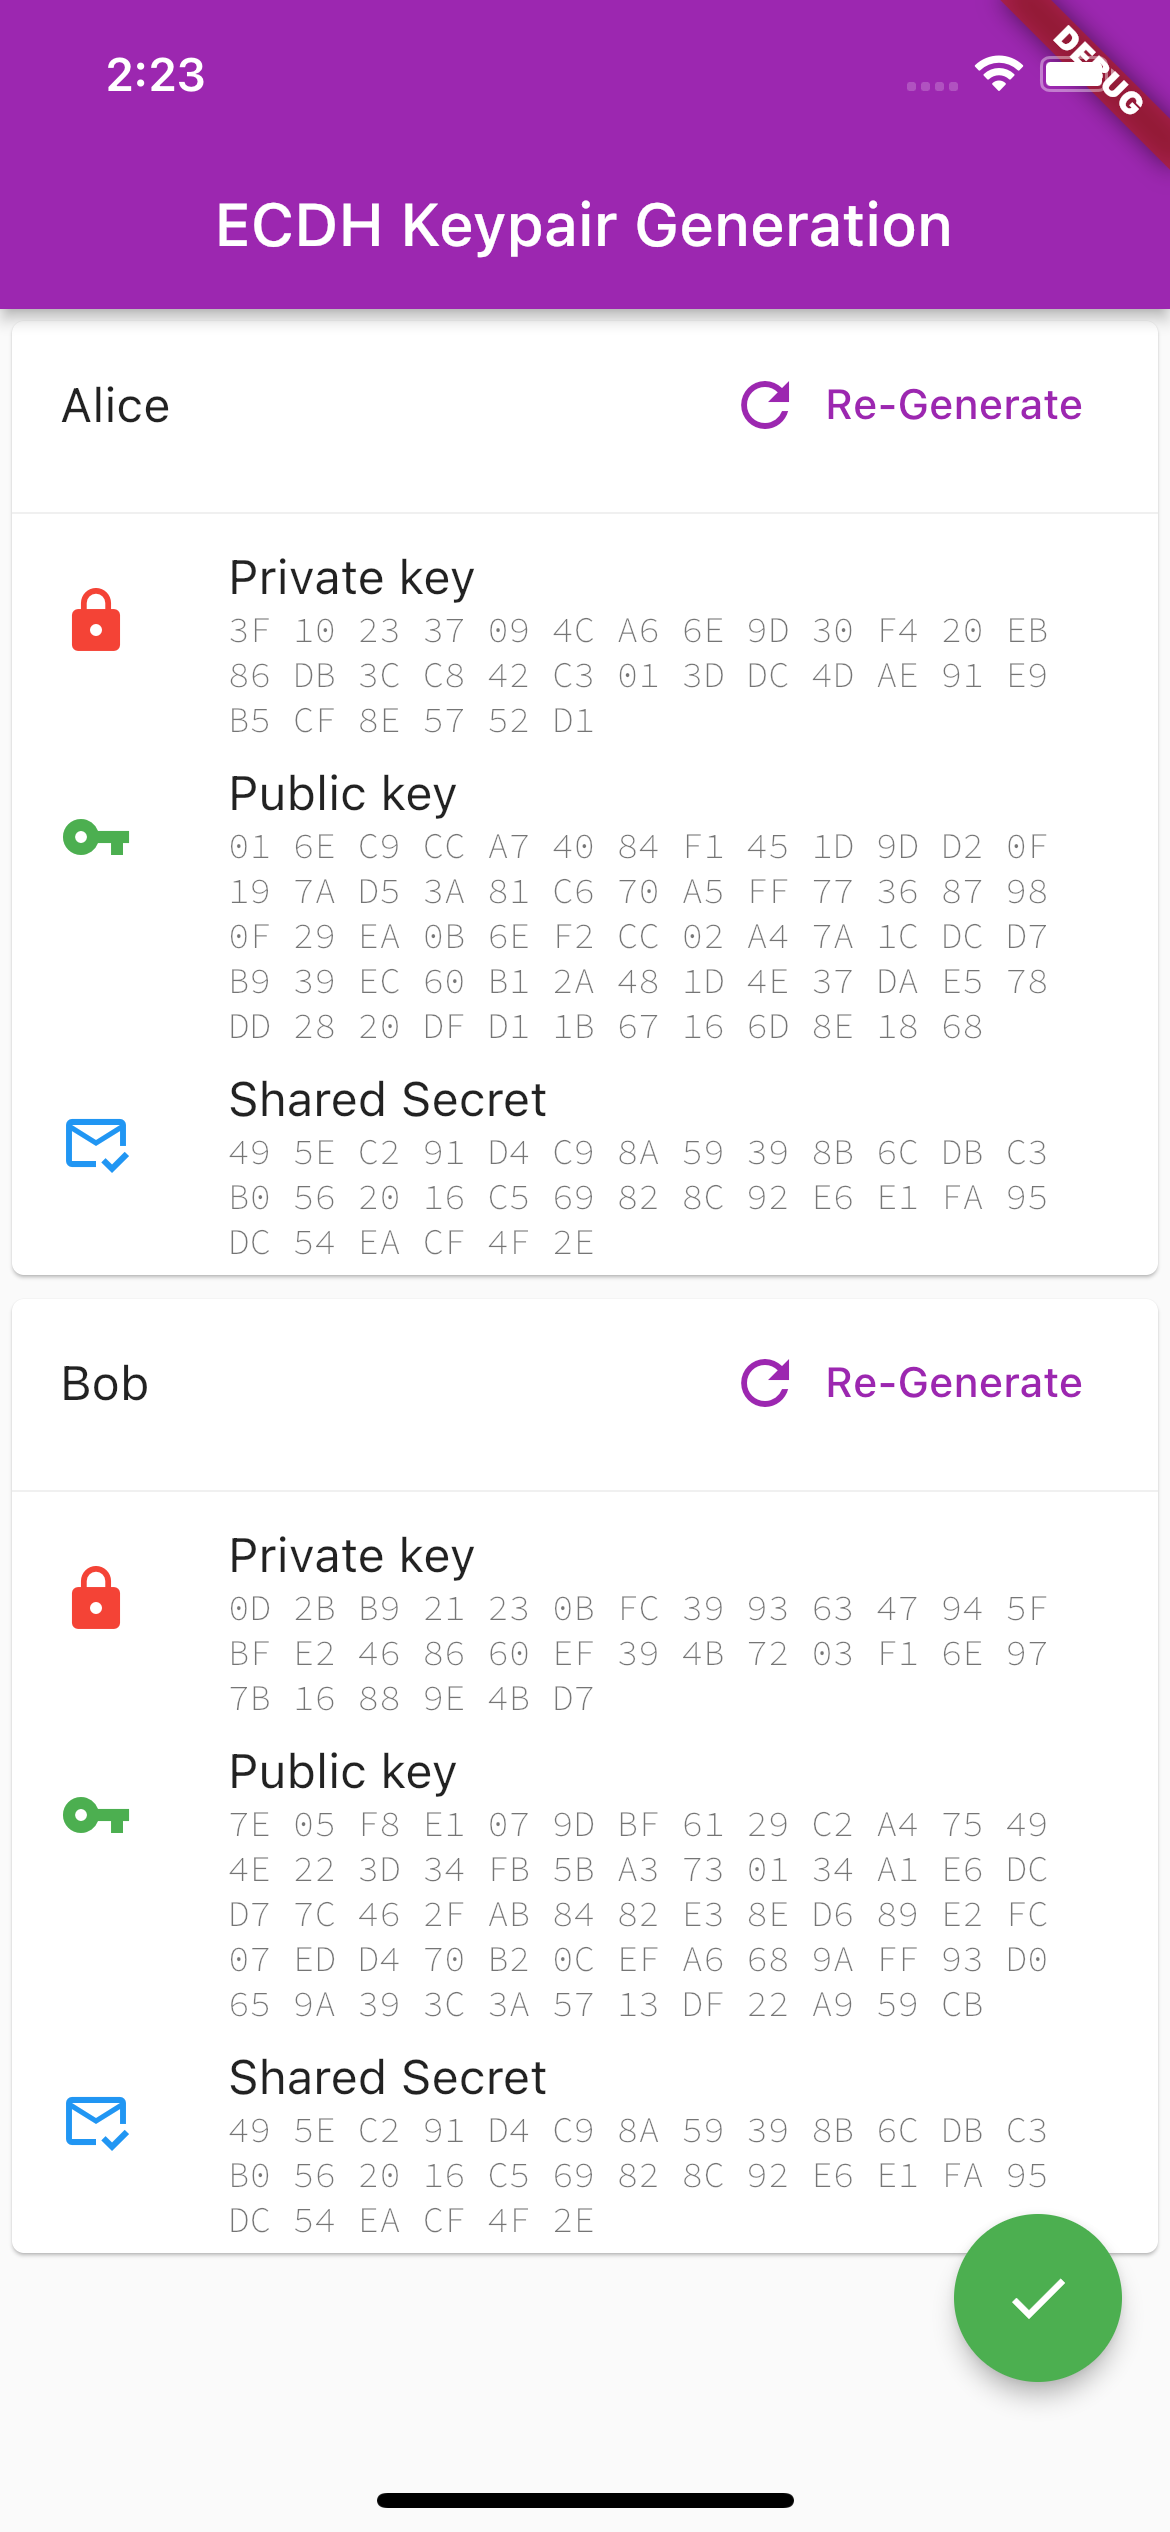 2:23
DEBUG
ECDH Keypair Generation
Alice
Re-Generate
Private key
3F 10 23 37 09 4C A6 6E 9D 30 F4 20 EB
86 DB 3C C8 42 C3 01 3D DC 4D AE 91 E9
B5 CF 8E 57 52 D1
Public key
01 6E C9 CC A7 40 84 F1 45 1D 9D D2 0F
19 7A D5 3A 81 C6 70 A5 FF 77 36 87 98
0F 29 EA 0B 6E F2 CC 02 A4 7A 1C DC D7
B9 39 EC 60 B1 2A 48 1D 4E 37 DA E5 78
DD 28 20 DF D1 1B 67 16 6D 8E 18 68
Shared Secret
49 5E C2 91 D4 C9 8A 59 39 8B 6C DB C3
B0 56 20 16 C5 69 82 8C 92 E6 E1 FA 95
DC 54 EA CF 4F 2E
Bob
Re-Generate
Private key
0D 2B B9 21 23 0B FC 39 93 63 47 94 5F
BF E2 46 86 60 EF 39 4B 72 03 F1 6E 97
7B 16 88 9E 4B D7
Public key
7E 05 F8 E1 07 9D BF 61 29 C2 A4 75 49
4E 22 3D 34 FB 5B A3 73 01 34 A1 E6 DC
D7 7C 46 2F AB 84 82 E3 8E D6 89 E2 FC
07 ED D4 70 B2 0C EF A6 68 9A FF 93 D0
65 9A 39 3C 3A 57 13 DF 22 A9 59 CB
Shared Secret
49 5E C2 91 D4 C9 8A 59 39 8B 6C DB C3
B0 56 20 16 C5 69 82 8C 92 E6 E1 FA 95
DC 54 EA CF 4F 2E